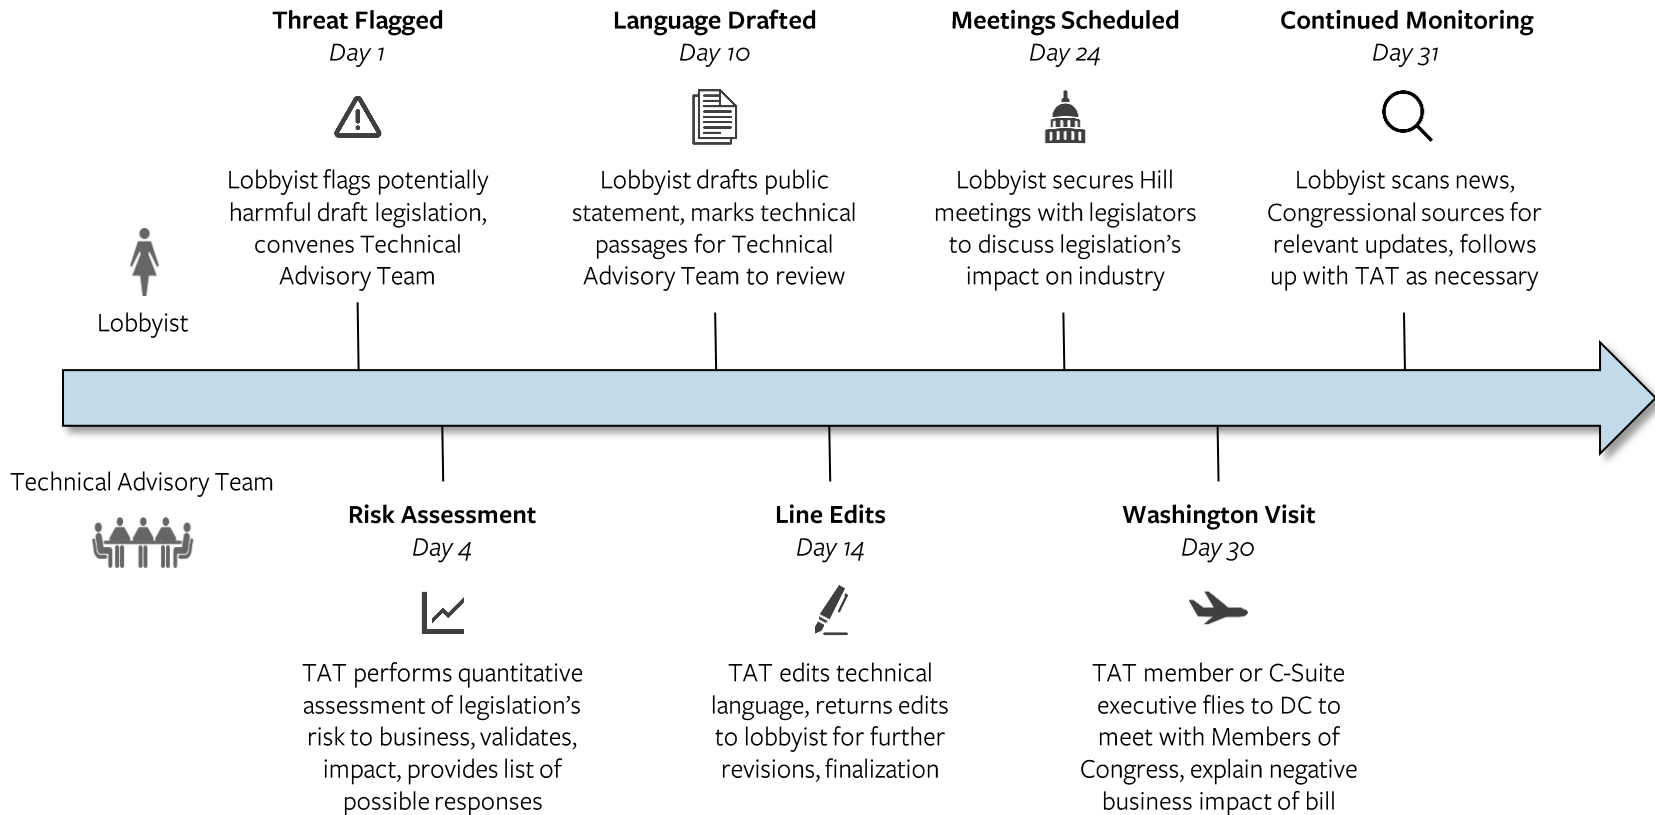 Threat Flagged
Day 1
Lobbyist flags potentially
harmful draft legislation,
convenes Technical
Advisory Team
Language Drafted
Day 10
Lobbyist drafts public
statement, marks technical
passages for Technical
Advisory Team to review
Meetings Scheduled
Day 24
Lobbyist secures Hill
meetings with legislators
to discuss legislation's
impact on industry
Continued Monitoring
Day 31
Lobbyist scans news,
Congressional sources for
relevant updates, follows
up with TAT as necessary
Lobbyist
Technical Advisory Team
Risk Assessment
Day 4
TAT performs quantitative
assessment of legislation's
risk to business, validates,
impact, provides list of
possible responses
Line Edits
Day 14
TAT edits technical
language, returns edits
to lobbyist for further
revisions, finalization
Washington Visit
Day 30
TAT member or C-Suite
executive flies to DC to
meet with Members of
Congress, explain negative
business impact of bill